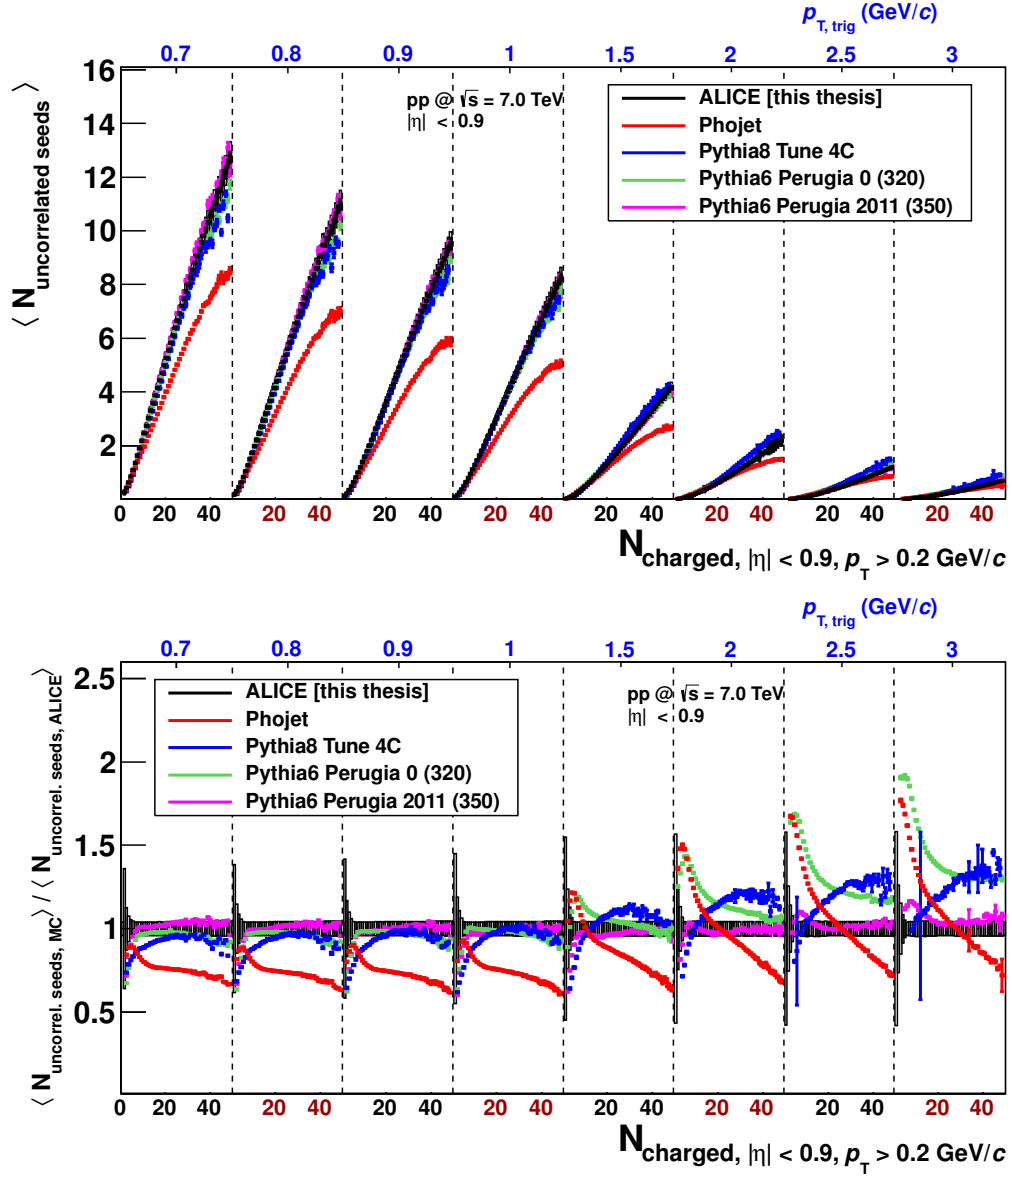 p_T, trig (GeV/c)
0.7 0.8 0.9 1 1.5 2 2.5 3
⟨ N_uncorrelated seeds ⟩
16
14
12
10
8
6
4
2
pp @ √s = 7.0 TeV
|η| < 0.9
ALICE [this thesis]
Phojet
Pythia8 Tune 4C
Pythia6 Perugia 0 (320)
Pythia6 Perugia 2011 (350)
0 20 40 20 40 20 40 20 40 20 40 20 40 20 40 20 40
N_charged, |η| < 0.9, p_T > 0.2 GeV/c
p_T, trig (GeV/c)
0.7 0.8 0.9 1 1.5 2 2.5 3
⟨ N_uncorrel. seeds, MC ⟩ / ⟨ N_uncorrel. seeds, ALICE ⟩
2.5
2
1.5
1
0.5
ALICE [this thesis]
Phojet
Pythia8 Tune 4C
Pythia6 Perugia 0 (320)
Pythia6 Perugia 2011 (350)
pp @ √s = 7.0 TeV
|η| < 0.9
0 20 40 20 40 20 40 20 40 20 40 20 40 20 40 20 40
N_charged, |η| < 0.9, p_T > 0.2 GeV/c